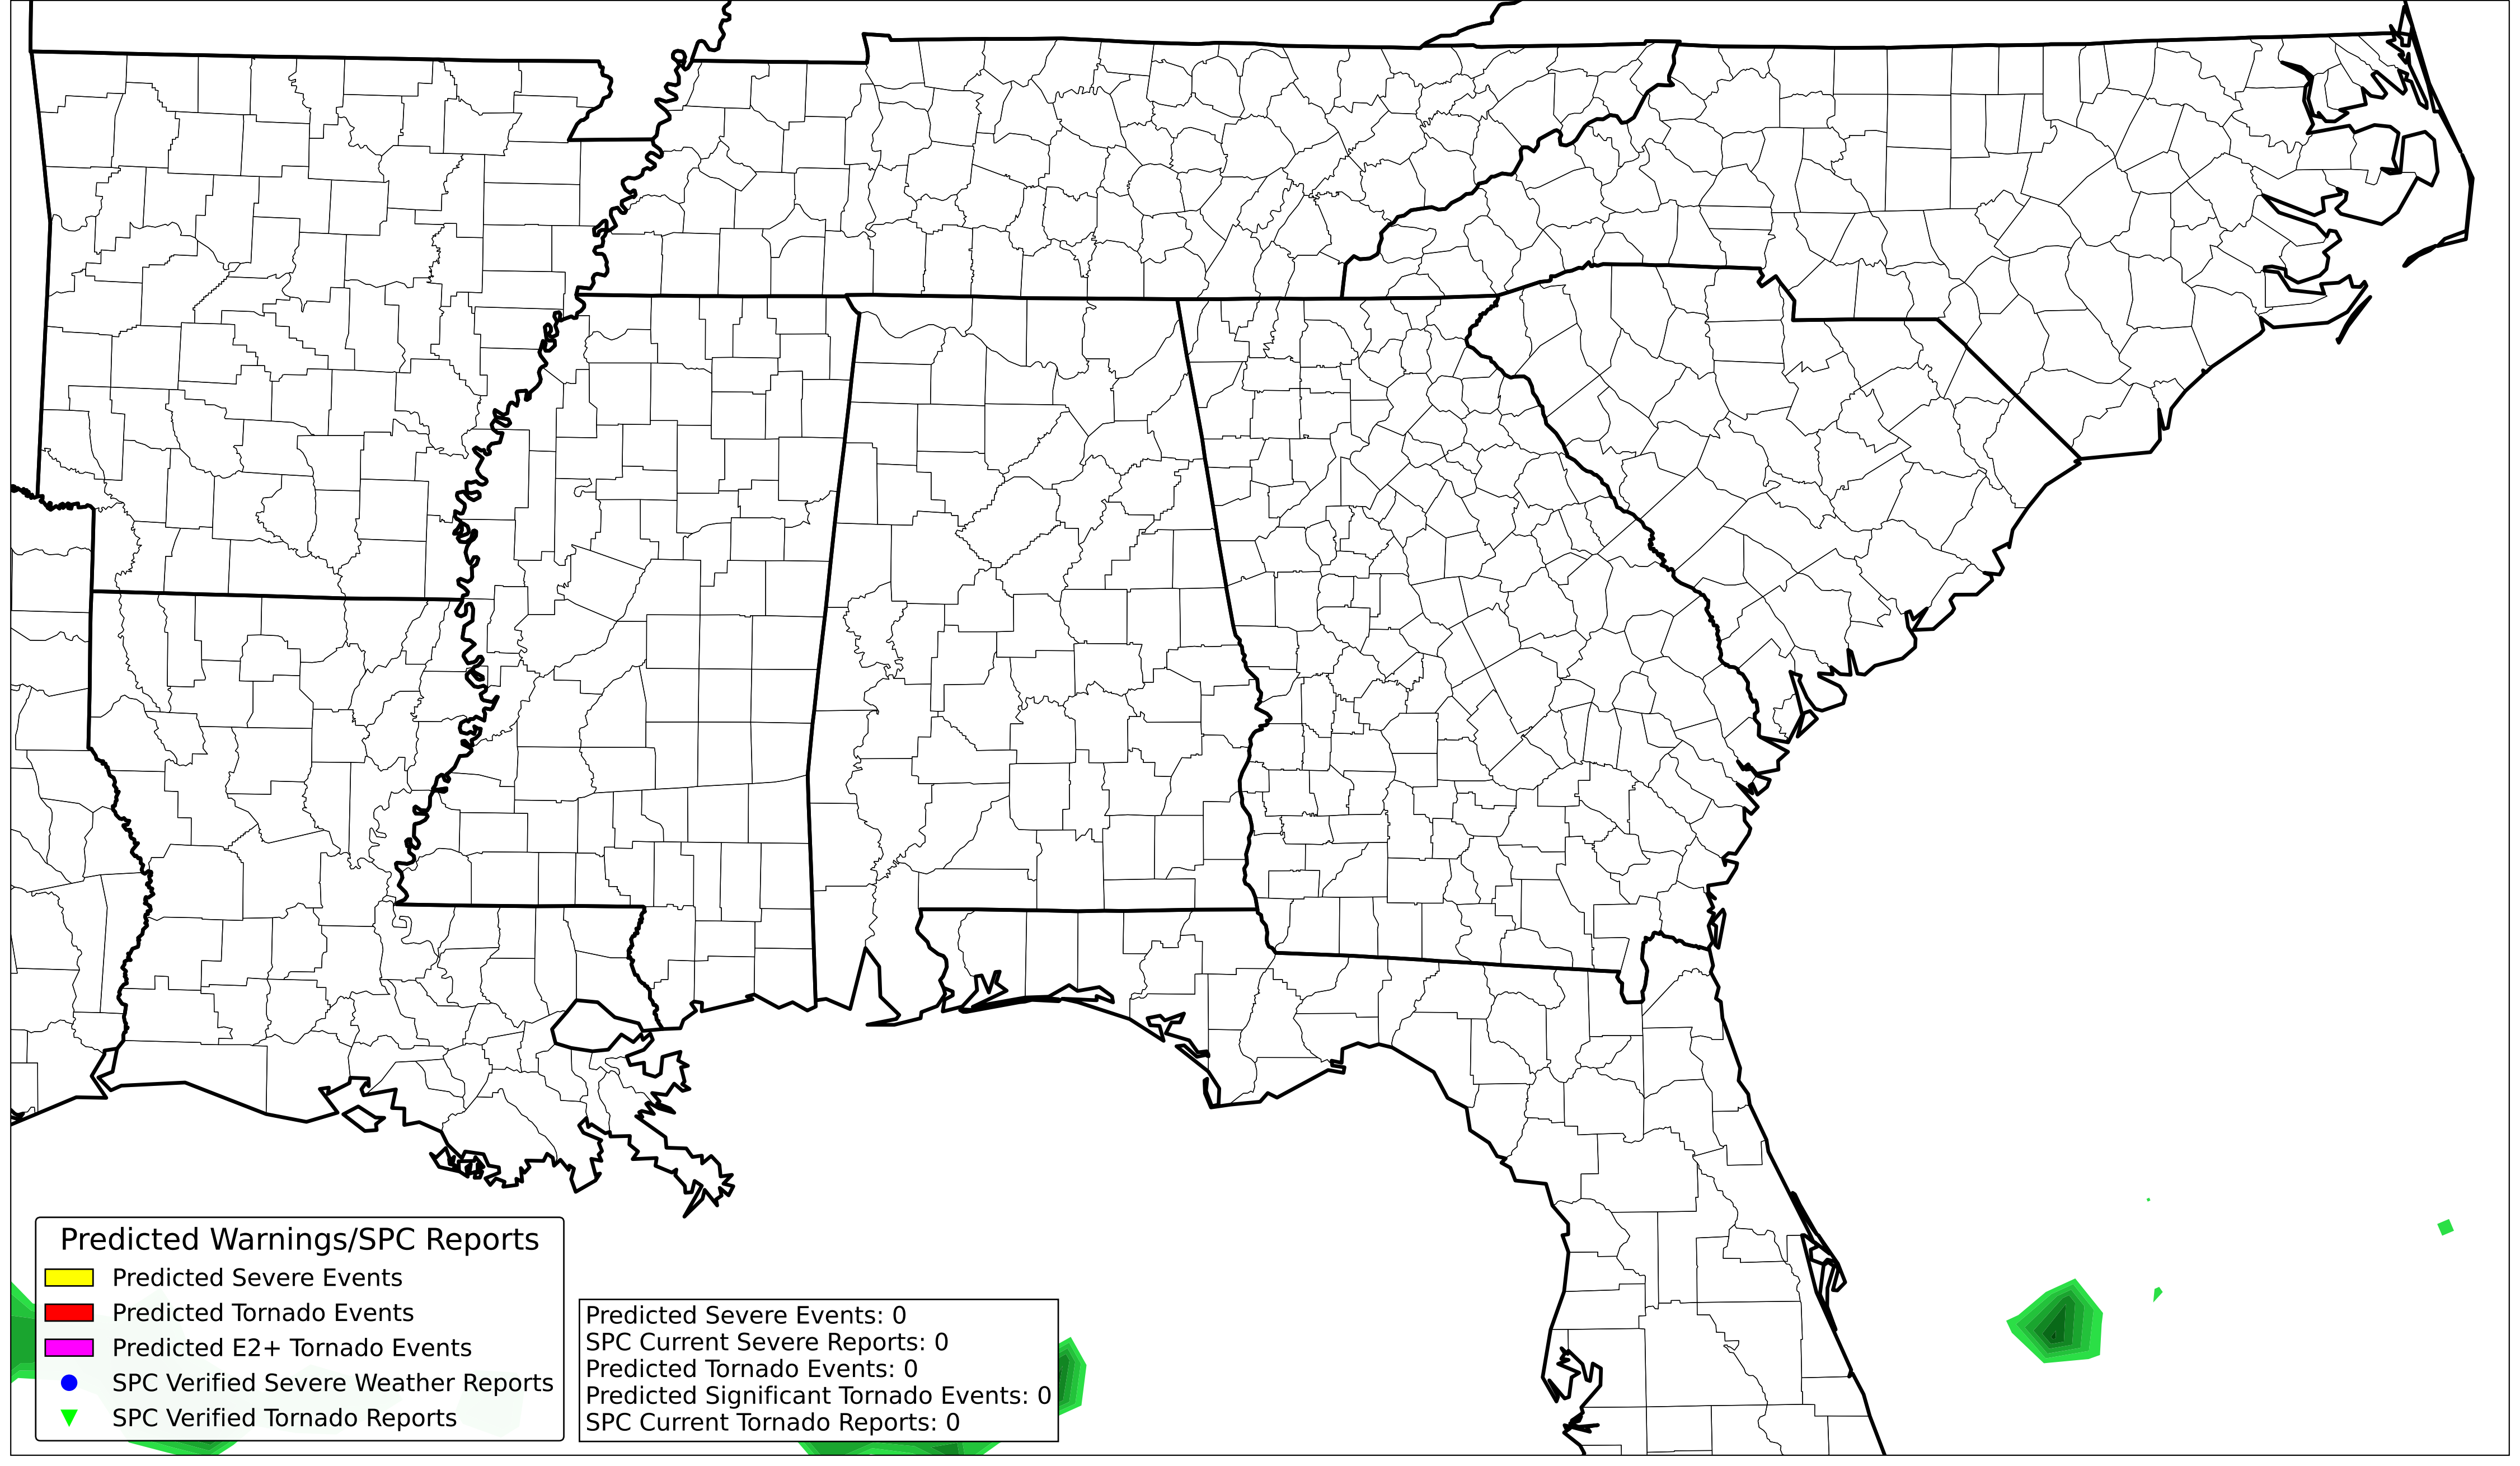 Predicted Warnings/SPC Reports
Predicted Severe Events
Predicted Tornado Events
Predicted E2+ Tornado Events
SPC Verified Severe Weather Reports
SPC Verified Tornado Reports
Predicted Severe Events: 0
SPC Current Severe Reports: 0
Predicted Tornado Events: 0
Predicted Significant Tornado Events: 0
SPC Current Tornado Reports: 0